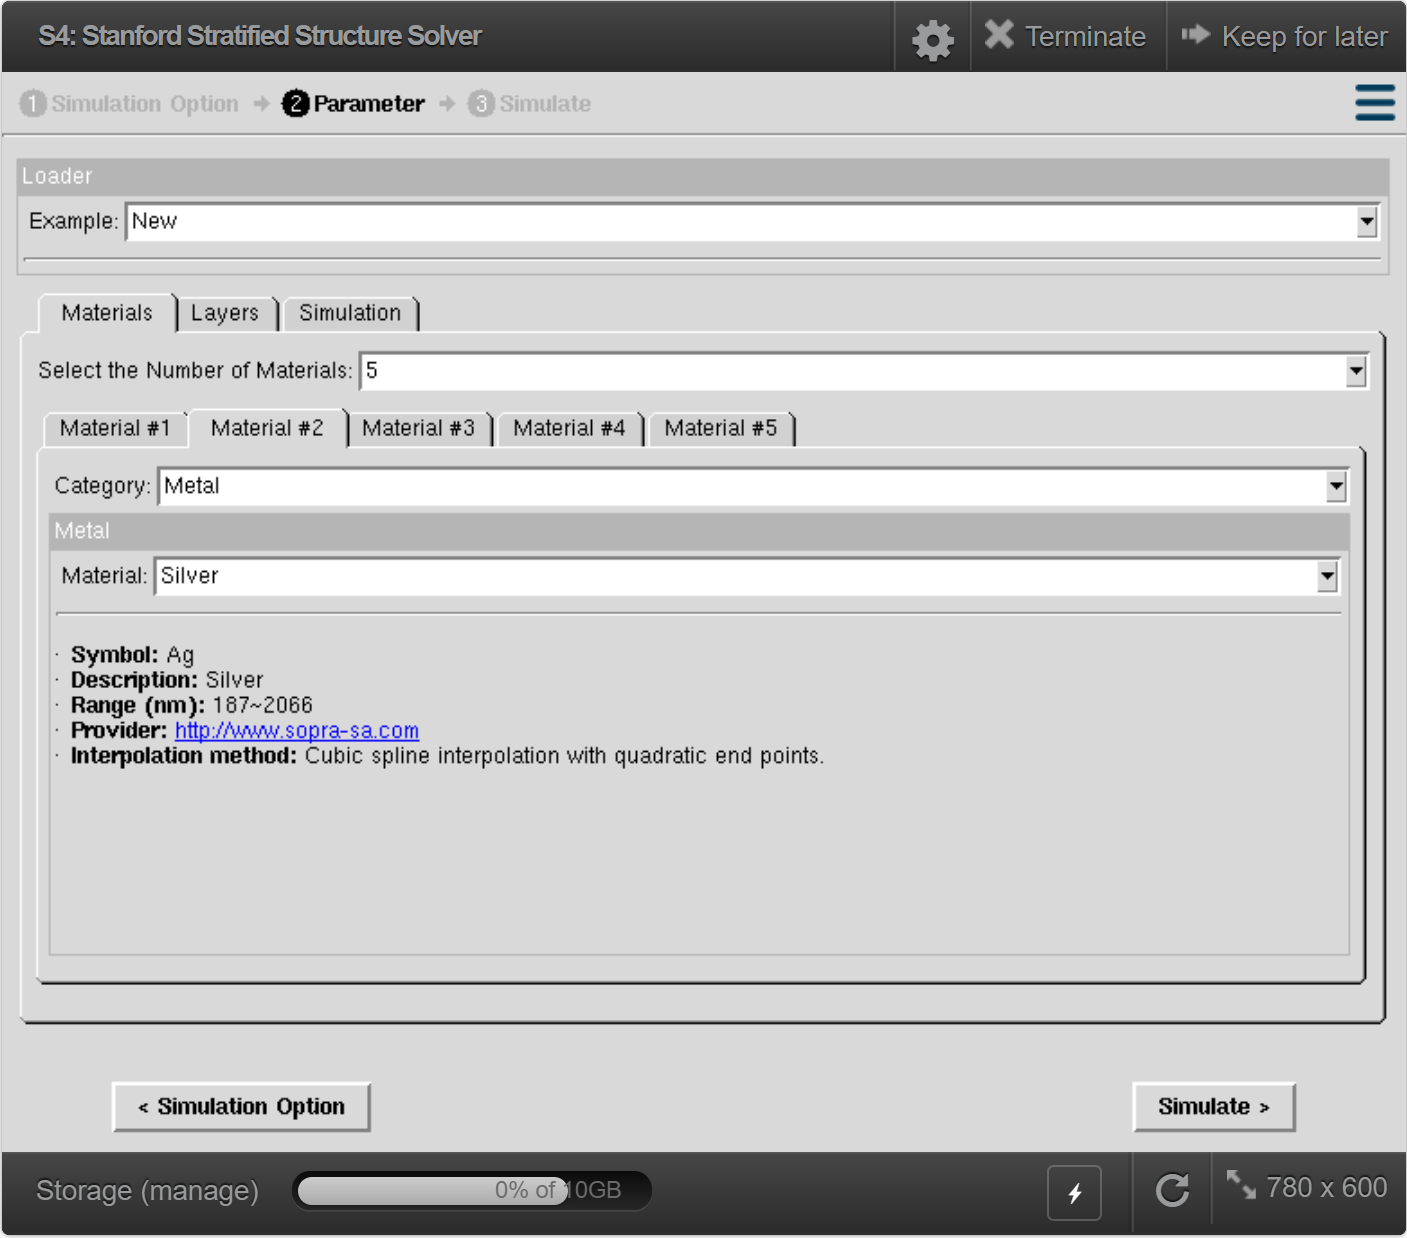 S4: Stanford Stratified Structure Solver
Terminate
Keep for later
1 Simulation Option → 2 Parameter → 3 Simulate
Loader
Example: New
Materials
Layers
Simulation
Select the Number of Materials: 5
Material #1
Material #2
Material #3
Material #4
Material #5
Category: Metal
Metal
Material: Silver
· Symbol: Ag
· Description: Silver
· Range (nm): 187~2066
· Provider: http://www.sopra-sa.com
· Interpolation method: Cubic spline interpolation with quadratic end points.
< Simulation Option
Simulate >
Storage (manage)
0% of 10GB
780 x 600